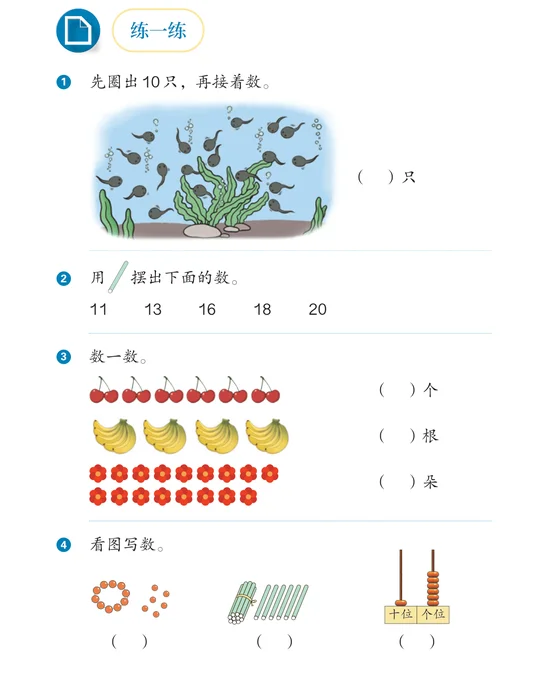 练一练
1 先圈出10只，再接着数。
（ ）只
2 用 摆出下面的数。
11 13 16 18 20
3 数一数。
（ ）个
（ ）根
（ ）朵
4 看图写数。
十位 个位
（ ） （ ） （ ）